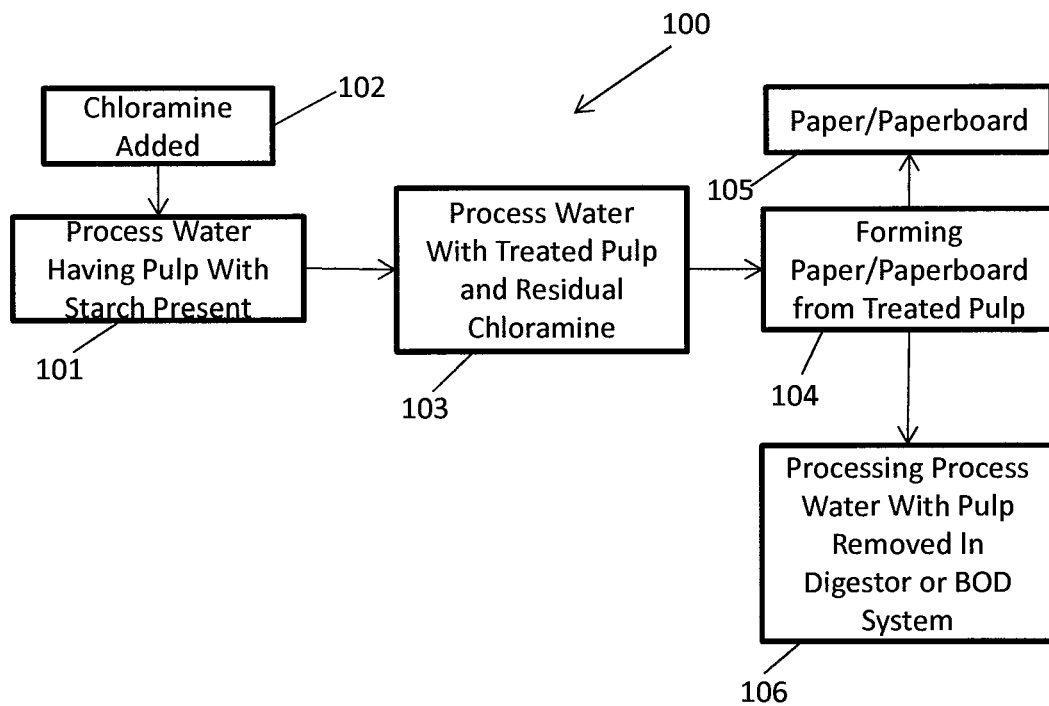 100
102
Chloramine
Added
Paper/Paperboard
105
Process Water
Having Pulp With
Starch Present
101
Process Water
With Treated Pulp
and Residual
Chloramine
103
Forming
Paper/Paperboard
from Treated Pulp
104
Processing Process
Water With Pulp
Removed In
Digestor or BOD
System
106